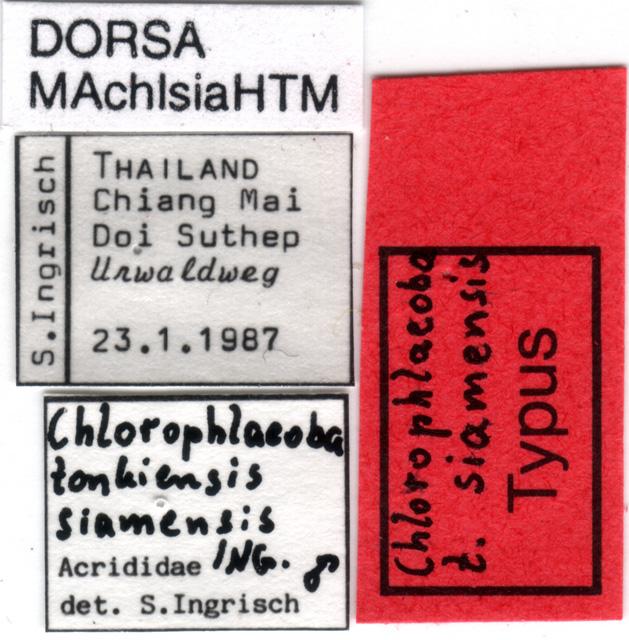 DORSA
MAchlsiaHTM
S.Ingrisch
THAILAND
Chiang Mai
Doi Suthep
Urwaldweg
23.1.1987
Chlorophlaeoba
tonkiensis
siamensis
Acrididae ING. ♂
det. S.Ingrisch
Chlorophlaeoba
t. siamensis
Typus